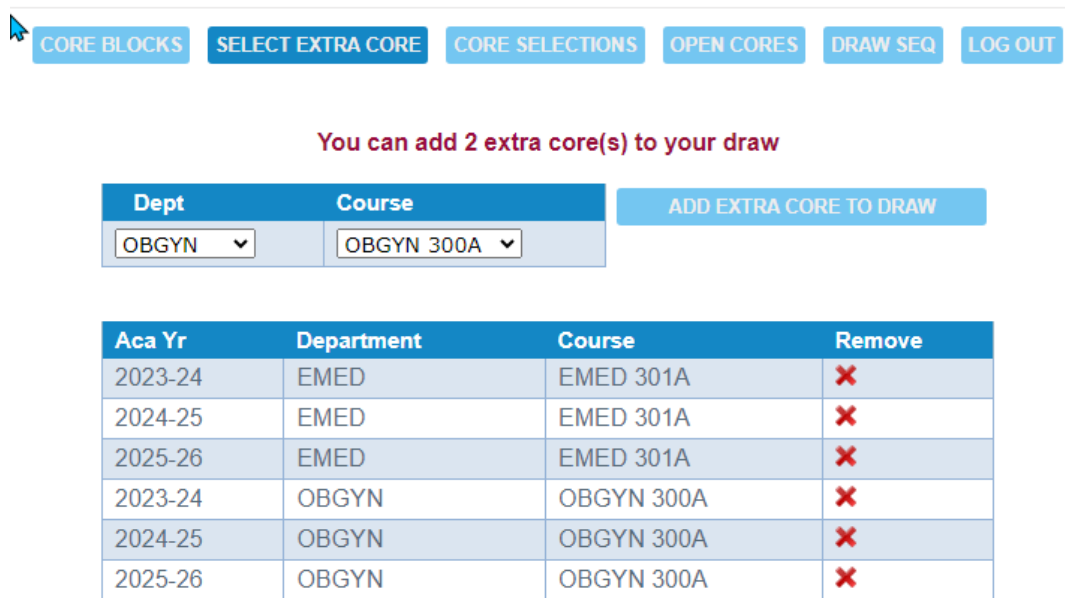 CORE BLOCKS SELECT EXTRA CORE CORE SELECTIONS OPEN CORES DRAW SEQ LOG OUT
You can add 2 extra core(s) to your draw
Dept Course ADD EXTRA CORE TO DRAW
OBGYN OBGYN 300A
Aca Yr Department Course Remove
2023-24 EMED EMED 301A
2024-25 EMED EMED 301A
2025-26 EMED EMED 301A
2023-24 OBGYN OBGYN 300A
2024-25 OBGYN OBGYN 300A
2025-26 OBGYN OBGYN 300A